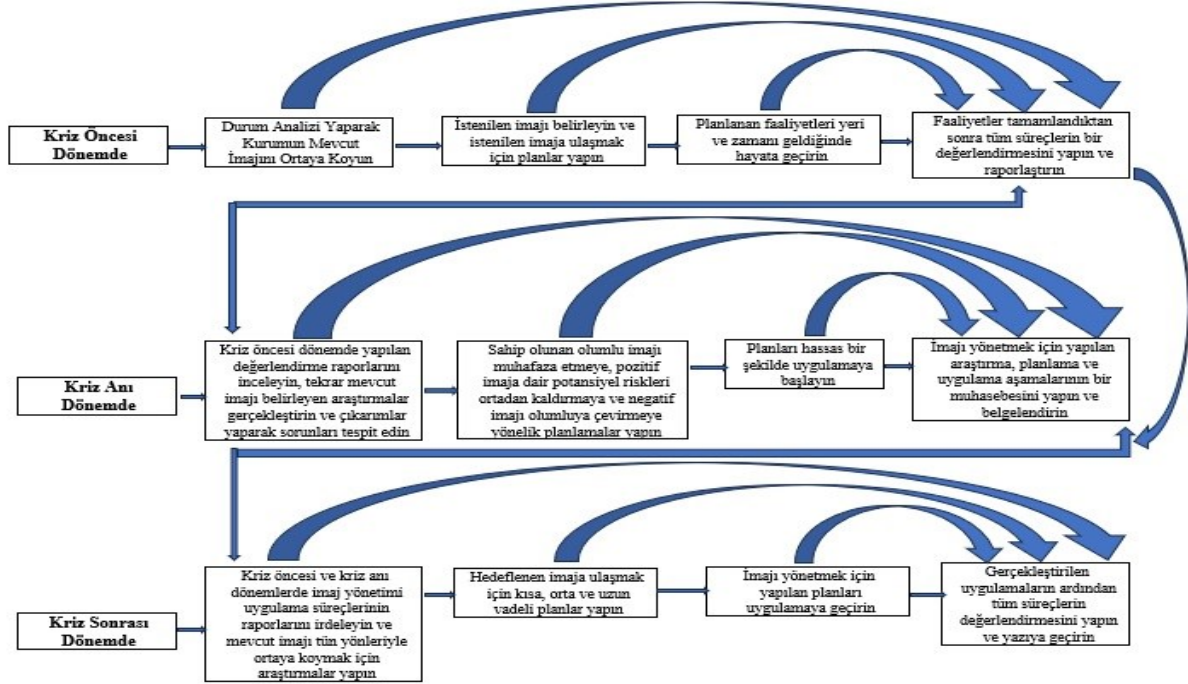 Kriz Öncesi
Dönemde
Durum Analizi Yaparak
Kurumun Mevcut
İmajını Ortaya Koyun
İstenilen imajı belirleyin ve
istenilen imaja ulaşmak
için planlar yapın
Planlanan faaliyetleri yeri
ve zamanı geldiğinde
hayata geçirin
Faaliyetler tamamlandıktan
sonra tüm süreçlerin bir
değerlendirmesini yapın ve
raporlaştırın
Kriz Anı
Dönemde
Kriz öncesi dönemde yapılan
değerlendirme raporlarını
inceleyin, tekrar mevcut
imajı belirleyen araştırmalar
gerçekleştirin ve çıkarımlar
yaparak sorunları tespit edin
Sahip olunan olumlu imajı
muhafaza etmeye, pozitif
imaja dair potansiyel riskleri
ortadan kaldırmaya ve negatif
imajı olumluya çevirmeye
yönelik planlamalar yapın
Planları hassas bir
şekilde uygulamaya
başlayın
İmajı yönetmek için yapılan
araştırma, planlama
ve uygulama aşamalarının bir
muhasebesini yapın ve
belgelendirin
Kriz Sonrası
Dönemde
Kriz öncesi ve kriz anı
dönemlerde imaj yönetimi
uygulama süreçlerinin
raporlarını irdeleyin ve
mevcut imajı tün yönleriyle
ortaya koymak için
araştırmalar yapın
Hedeflenen imaja ulaşmak
için kısa, orta ve uzun
vadeli planlar yapın
İmajı yönetmek için
yapılan planları
uygulamaya geçirin
Gerçekleştirilen
uygulamaların ardından
tüm süreçlerin
değerlendirmesini yapın
ve yazıya geçirin